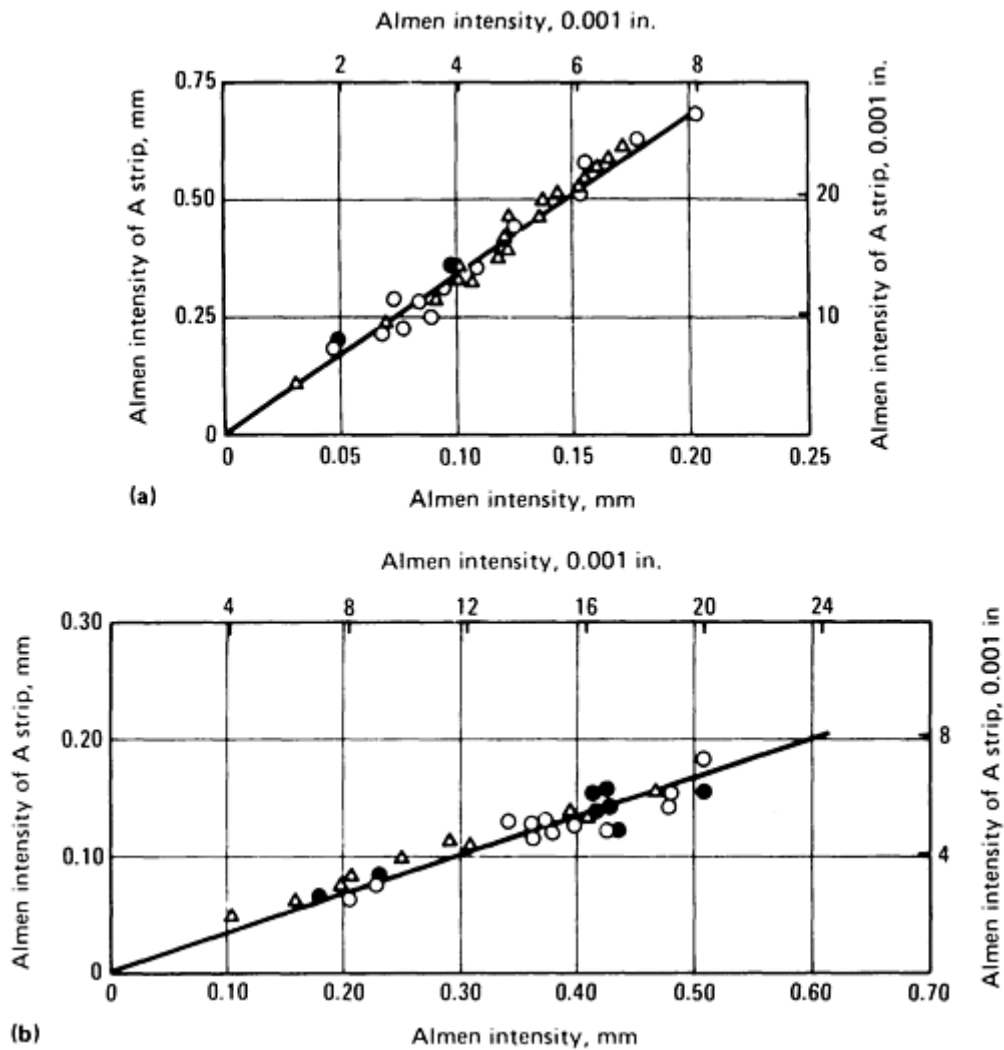 Almen intensity, 0.001 in.
2 4 6 8
0.75
0.50
0.25
0
Almen intensity of A strip, mm
20
10
Almen intensity of A strip, 0.001 in.
0 0.05 0.10 0.15 0.20 0.25
(a)
Almen intensity, mm
Almen intensity, 0.001 in.
4 8 12 16 20 24
0.30
0.20
0.10
0
Almen intensity of A strip, mm
8
4
Almen intensity of A strip, 0.001 in
0 0.10 0.20 0.30 0.40 0.50 0.60 0.70
(b)
Almen intensity, mm